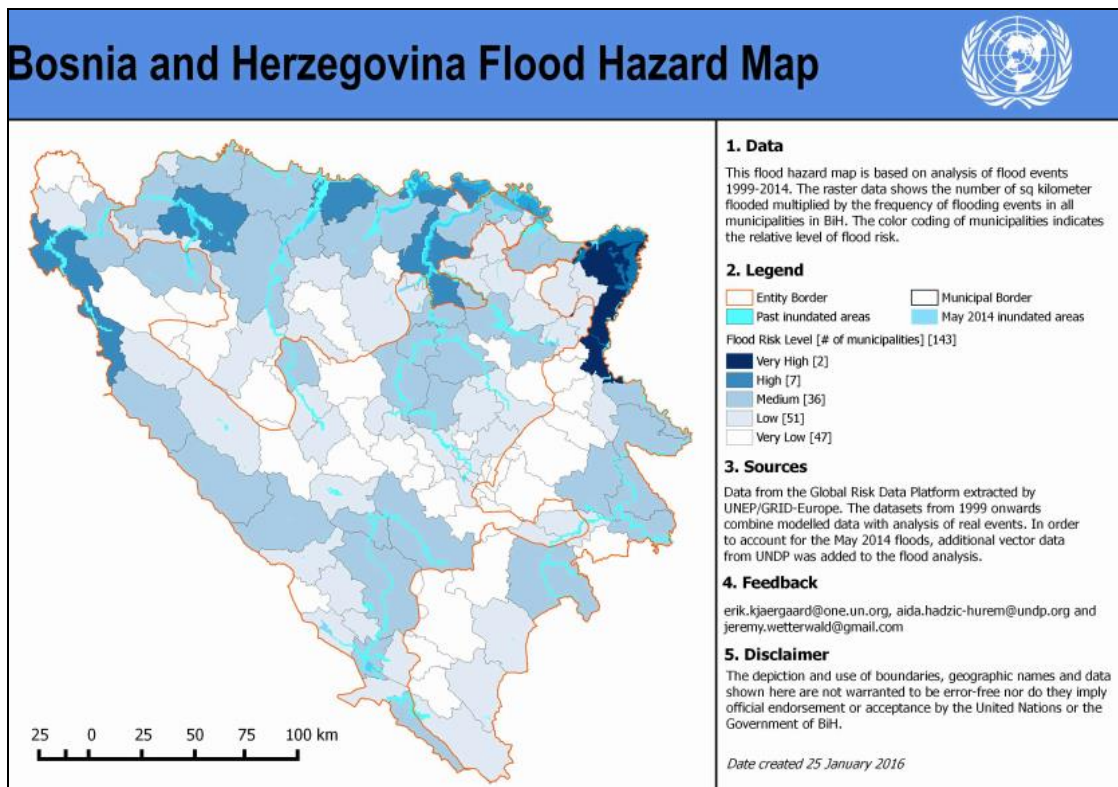 Bosnia and Herzegovina Flood Hazard Map
1. Data
This flood hazard map is based on analysis of flood events
1999-2014. The raster data shows the number of sq kilometer
flooded multiplied by the frequency of flooding events in all
municipalities in BiH. The color coding of municipalities indicates
the relative level of flood risk.
2. Legend
Entity Border
Municipal Border
Past inundated areas
May 2014 inundated areas
Flood Risk Level [# of municipalities] [143]
Very High [2]
High [7]
Medium [36]
Low [51]
Very Low [47]
3. Sources
Data from the Global Risk Data Platform extracted by
UNEP/GRID-Europe. The datasets from 1999 onwards
combine modelled data with analysis of real events. In order
to account for the May 2014 floods, additional vector data
from UNDP was added to the flood analysis.
4. Feedback
erik.kjaergaard@one.un.org, aida.hadzic-hurem@undp.org and
jeremy.wetterwald@gmail.com
5. Disclaimer
The depiction and use of boundaries, geographic names and data
shown here are not warranted to be error-free nor do they imply
official endorsement or acceptance by the United Nations or the
Government of BiH.
Date created 25 January 2016
25 0 25 50 75 100 km